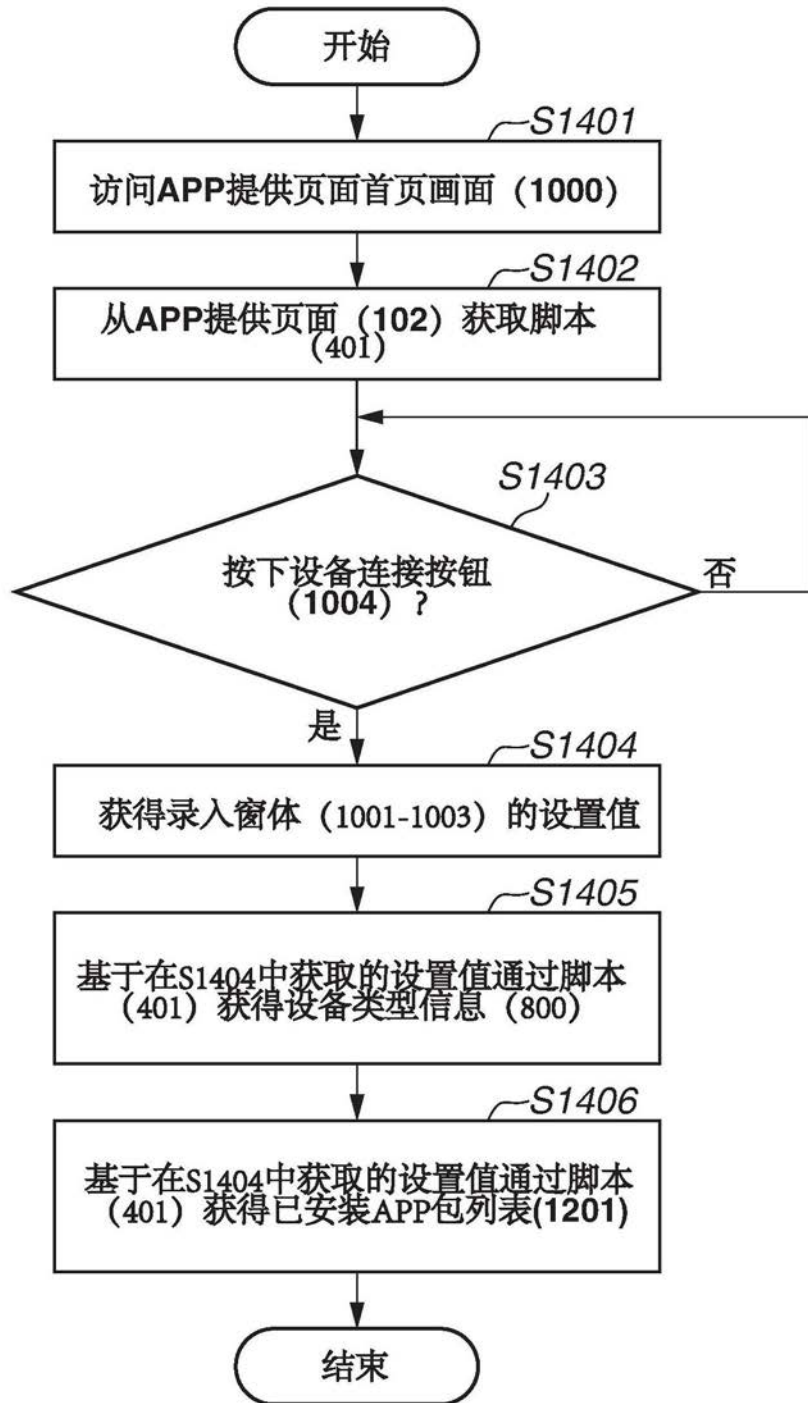 开始
S1401
访问APP提供页面首页画面（1000）
S1402
从APP提供页面（102）获取脚本
（401）
S1403
按下设备连接按钮
（1004）?
否
是
S1404
获得录入窗体（1001-1003）的设置值
S1405
基于在S1404中获取的设置值通过脚本
（401）获得设备类型信息（800）
S1406
基于在S1404中获取的设置值通过脚本
（401）获得已安装APP包列表(1201)
结束